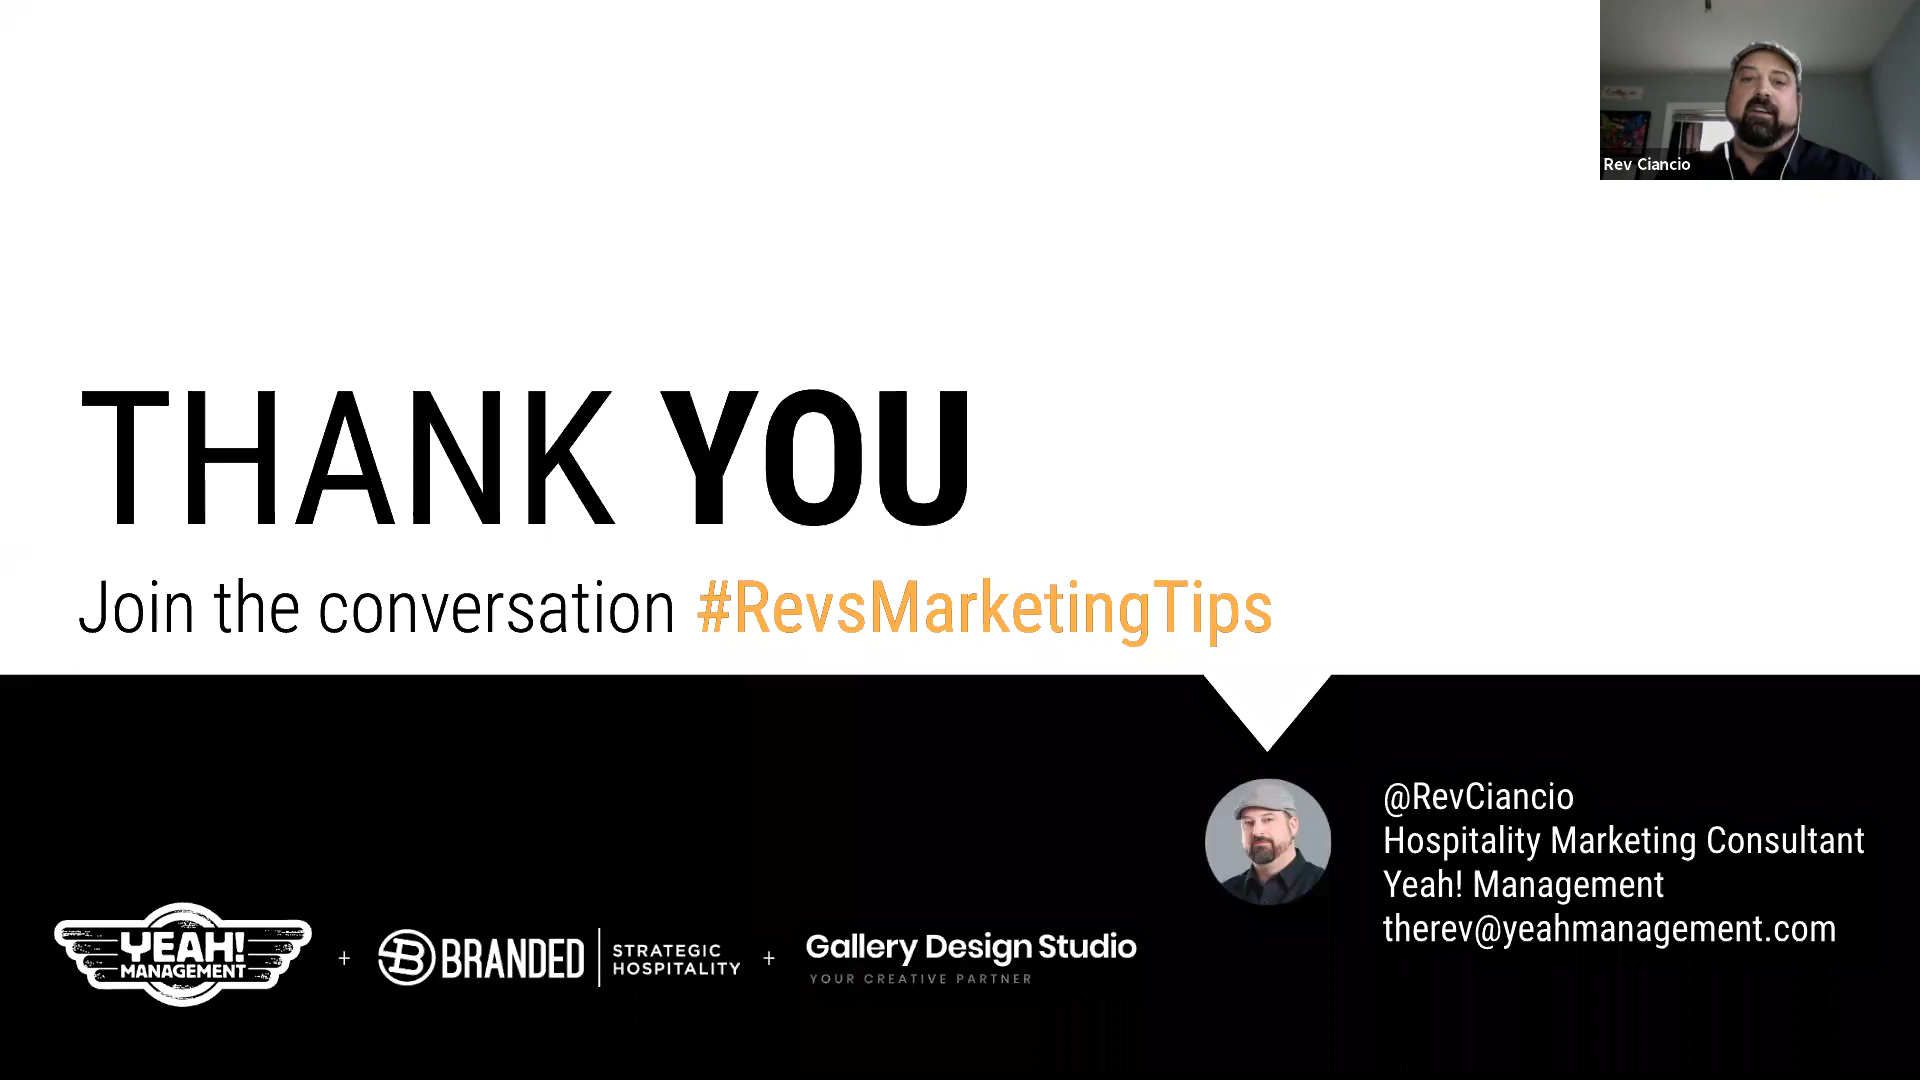 Rev Ciancio
THANK YOU
Join the conversation #RevsMarketingTips
@RevCiancio
Hospitality Marketing Consultant
Yeah! Management
therev@yeahmanagement.com
YEAH!
MANAGEMENT
+
B BRANDED
STRATEGIC
HOSPITALITY
+
Gallery Design Studio
YOUR CREATIVE PARTNER